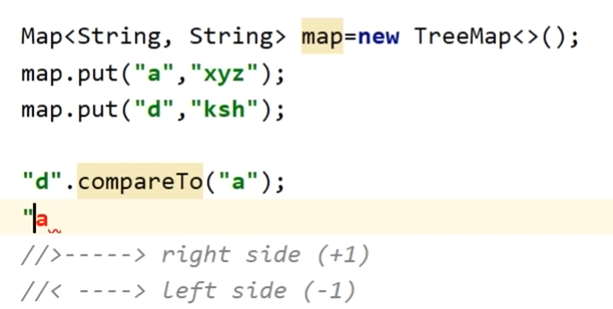 Map<String, String> map=new TreeMap<>();
map.put("a","xyz");
map.put("d","ksh");
"d".compareTo("a");
"a
//>-----> right side (+1)
//< ----> left side (-1)